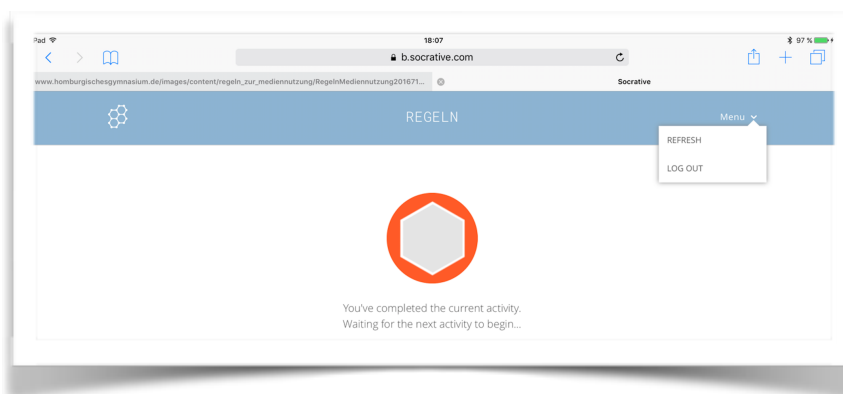 Pad
18:07
97 %
b.socrative.com
www.homburgischesgymnasium.de/images/content/regeln_zur_mediennutzung/RegelnMediennutzung201671...
Socrative
REGELN
Menu
REFRESH
LOG OUT
You've completed the current activity.
Waiting for the next activity to begin...